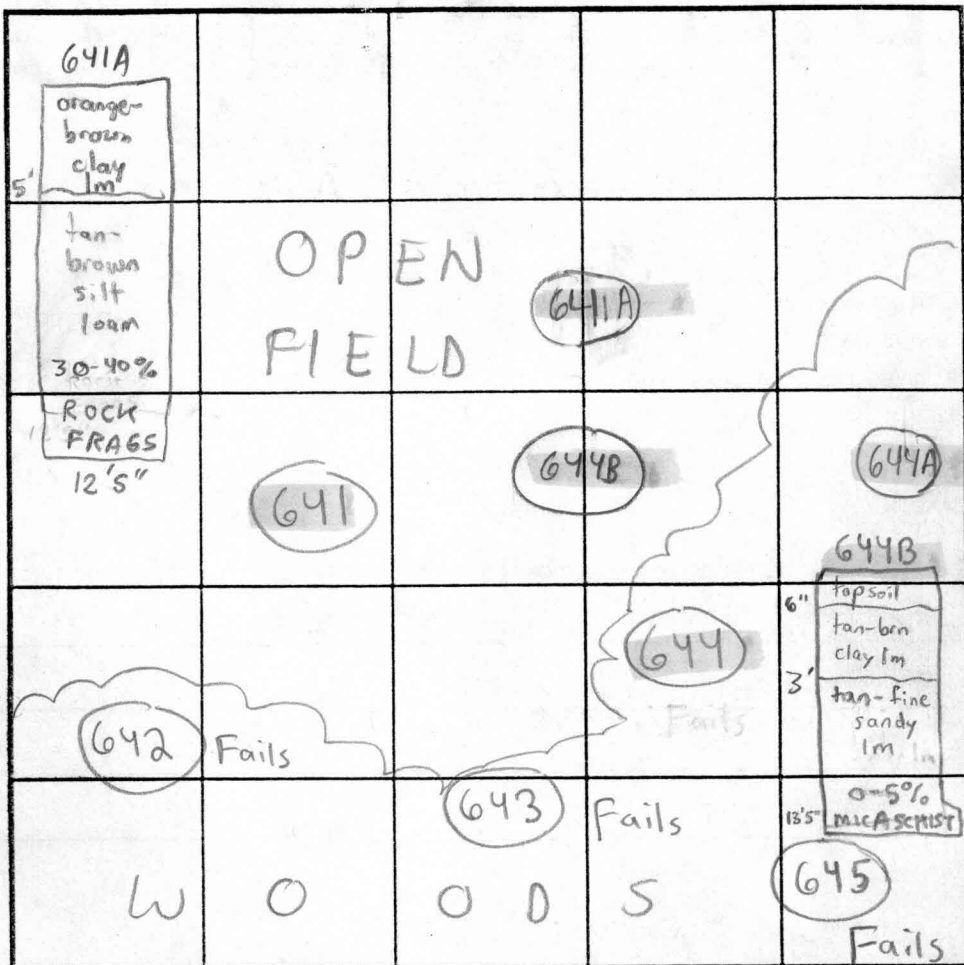 641A
orange-
brown
clay
lm
5'
tan-
brown
silt
loam
30-40%
ROCK
FRAGS
12'5"
OPEN
FIELD
6411A
644B
644A
641
644B
6"
topsoil
tan-brn
clay lm
3'
tan-fine
sandy
lm
0-5%
13'5" MICA SCHIST
644
Fails
642 Fails
643 Fails
645
Fails
WOODS